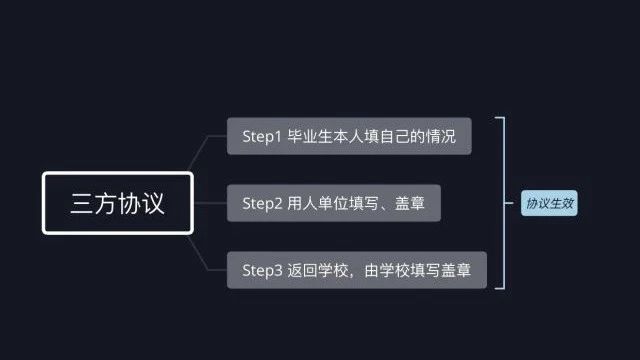 三方协议
Step1 毕业生本人填自己的情况
Step2 用人单位填写、盖章
Step3 返回学校，由学校填写盖章
协议生效